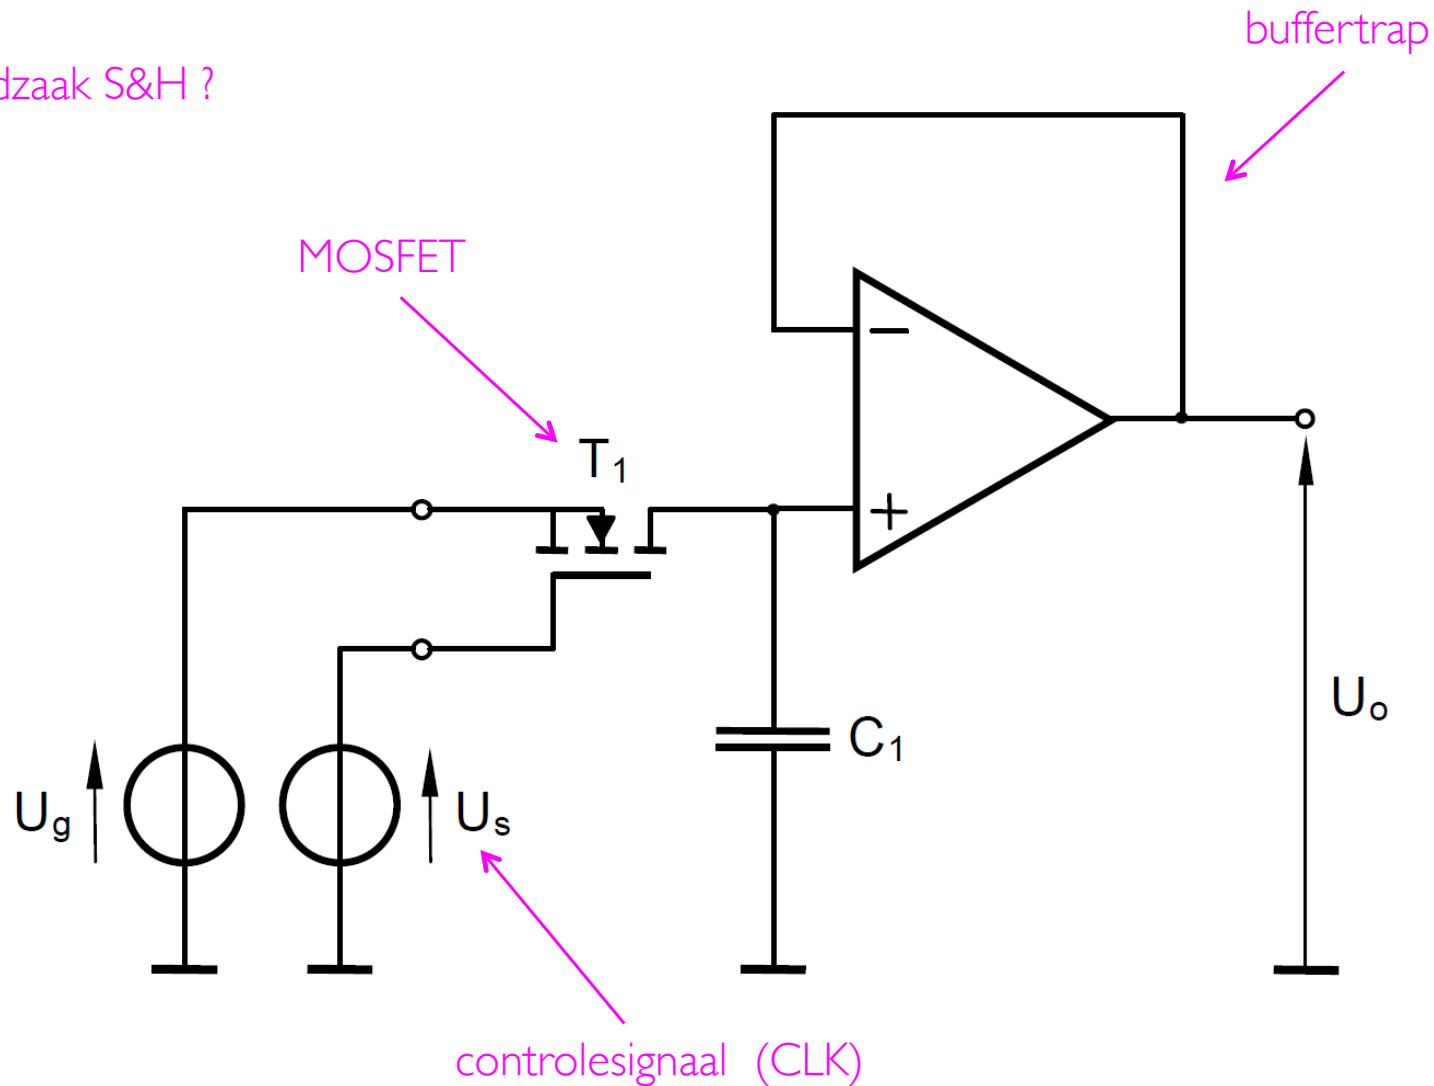 buffertrap
dzaak S&H ?
MOSFET
T1
−
+
C1
Uo
Ug
Us
controlesignaal (CLK)